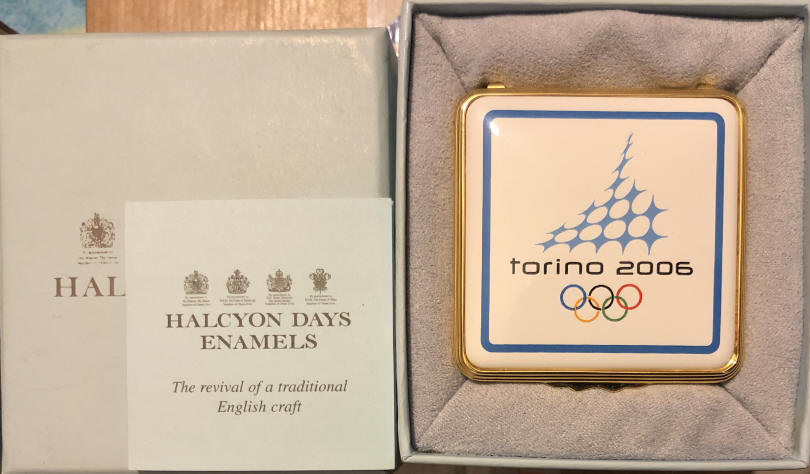 HAL
HALCYON DAYS
ENAMELS
The revival of a traditional
English craft
torino 2006